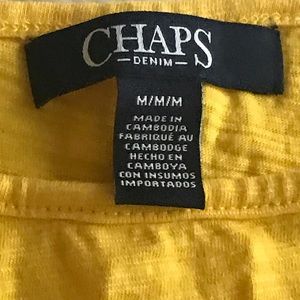 CHAPS
DENIM
M/M/M
MADE IN
CAMBODIA
FABRIQUÉ AU
CAMBODGE
HECHO EN
CAMBOYA
CON INSUMOS
IMPORTADOS